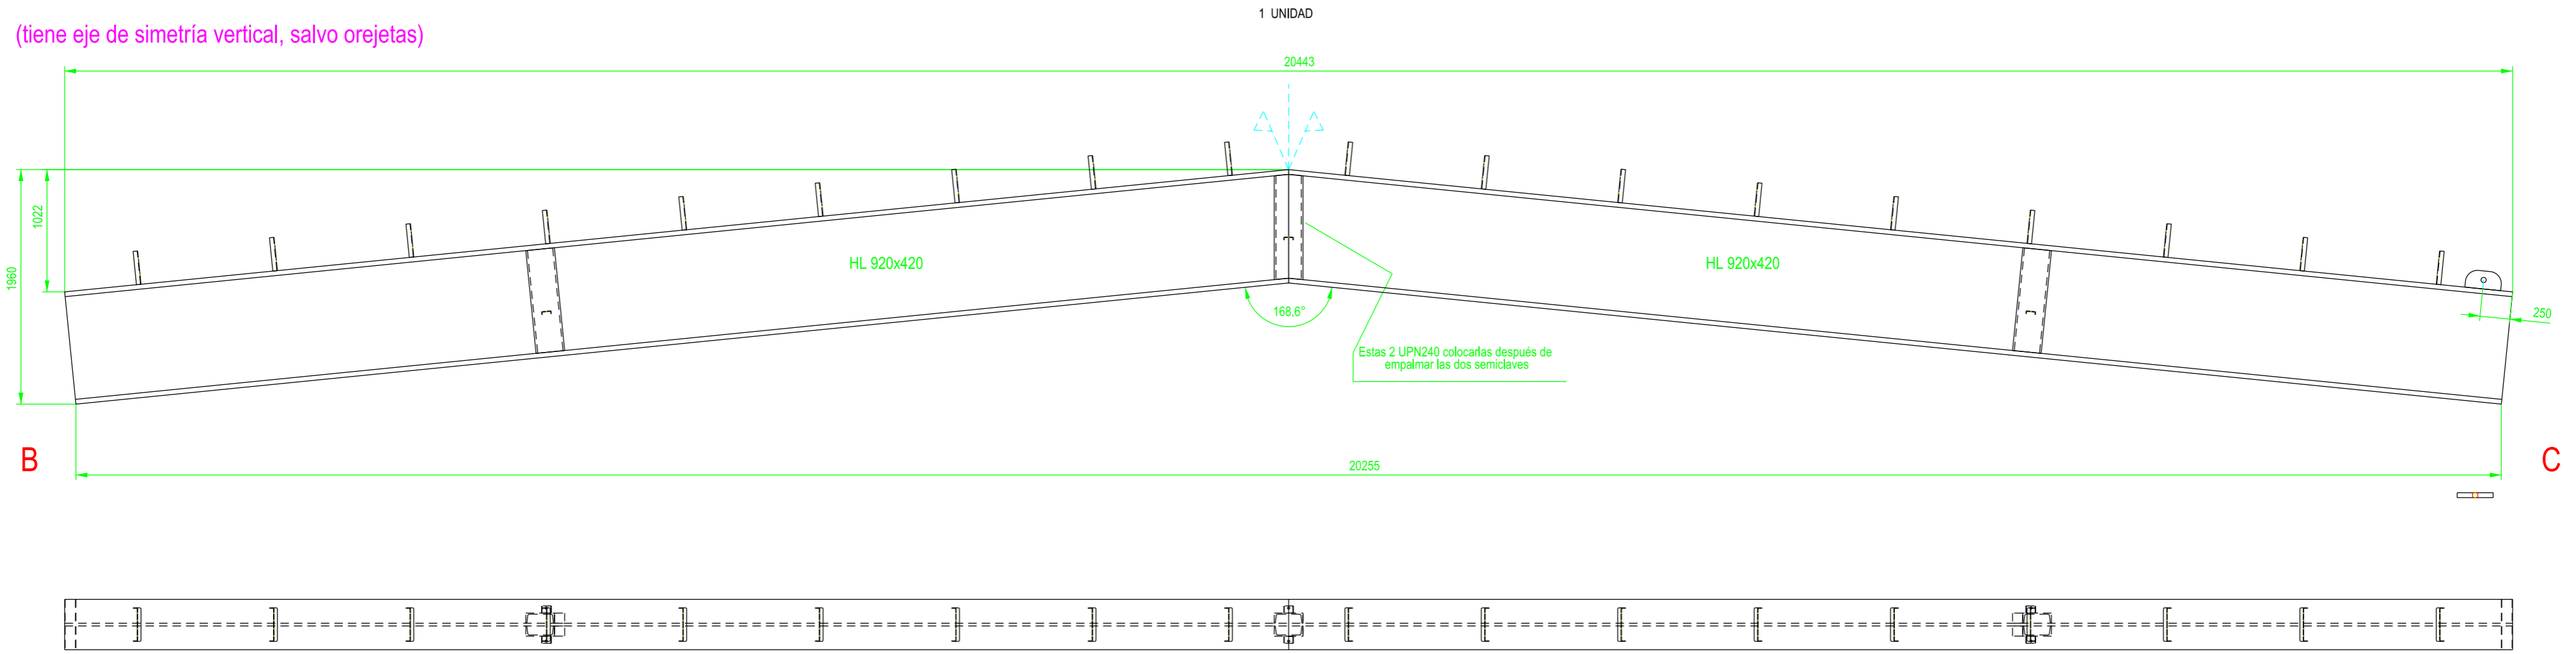 1 UNIDAD
(tiene eje de simetría vertical, salvo orejetas)
20443
1022
1960
HL 920x420
HL 920x420
168,6°
250
Estas 2 UPN240 colocarlas después de
empalmar las dos semiclaves
B
C
20255